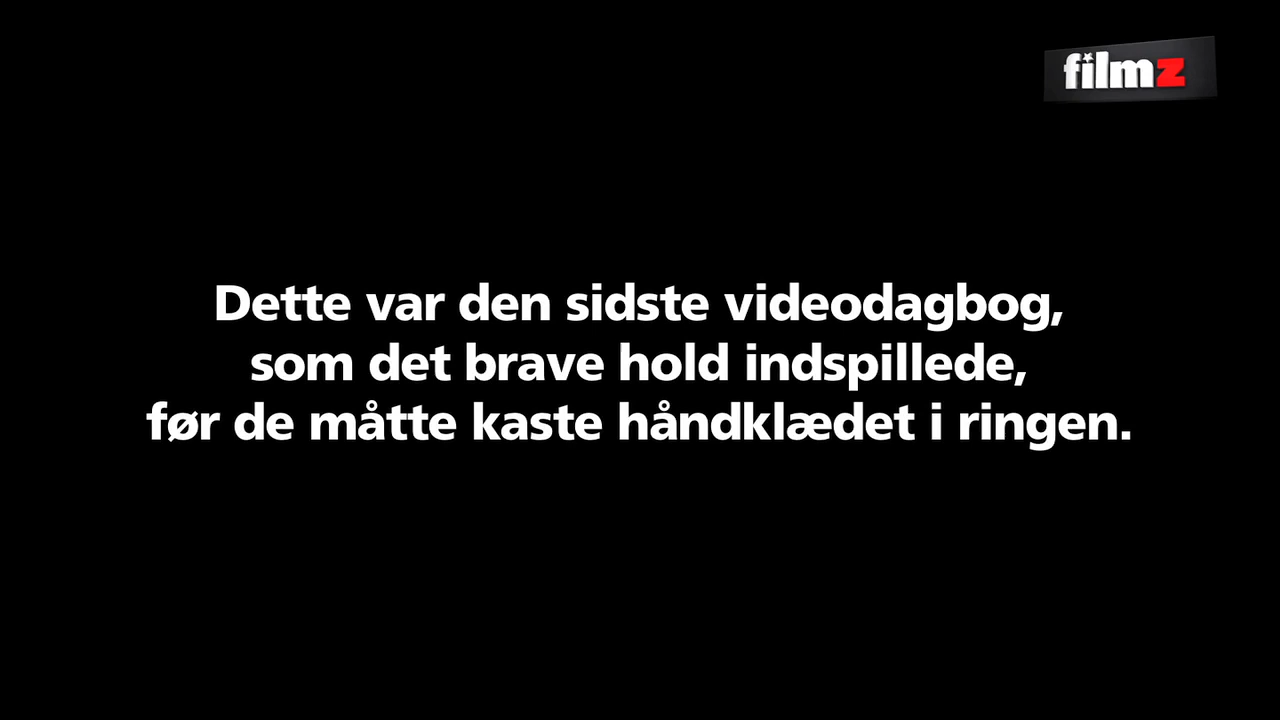 filmz
Dette var den sidste videodagbog,
som det brave hold indspillede,
før de måtte kaste håndklædet i ringen.